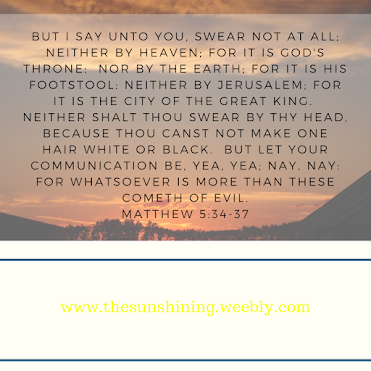 BUT I SAY UNTO YOU, SWEAR NOT AT ALL;
NEITHER BY HEAVEN; FOR IT IS GOD'S
THRONE: NOR BY THE EARTH; FOR IT IS HIS
FOOTSTOOL: NEITHER BY JERUSALEM; FOR
IT IS THE CITY OF THE GREAT KING.
NEITHER SHALT THOU SWEAR BY THY HEAD,
BECAUSE THOU CANST NOT MAKE ONE
HAIR WHITE OR BLACK. BUT LET YOUR
COMMUNICATION BE, YEA, YEA; NAY, NAY:
FOR WHATSOEVER IS MORE THAN THESE
COMETH OF EVIL.
MATTHEW 5:34-37
www.thesunshining.weebly.com